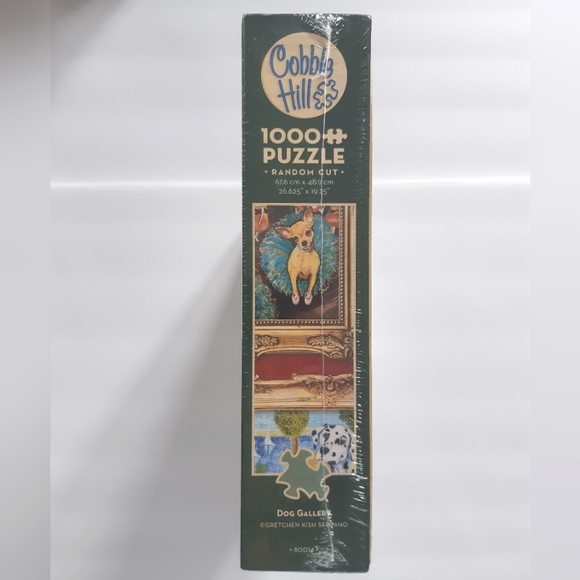 Cobble
Hill
1000
PUZZLE
• RANDOM CUT •
67.6 cm x 48.9 cm
26.625" x 19.25"
DOG GALLERY
©GRETCHEN KISH SERRANO